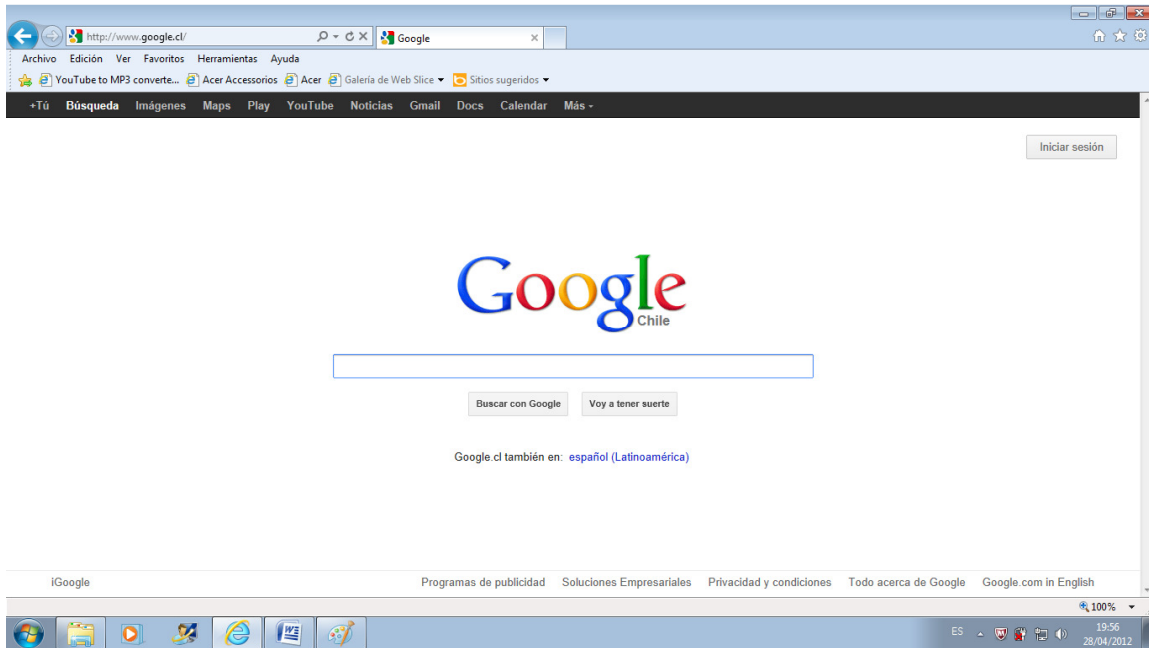 http://www.google.cl/
Google
Archivo Edición Ver Favoritos Herramientas Ayuda
YouTube to MP3 converte... Acer Accessorios Acer Galería de Web Slice Sitios sugeridos
+Tú Búsqueda Imágenes Maps Play YouTube Noticias Gmail Docs Calendar Más
Iniciar sesión
Google
Chile
Buscar con Google Voy a tener suerte
Google.cl también en: español (Latinoamérica)
iGoogle Programas de publicidad Soluciones Empresariales Privacidad y condiciones Todo acerca de Google Google.com in English
100%
ES 19:56
28/04/2012